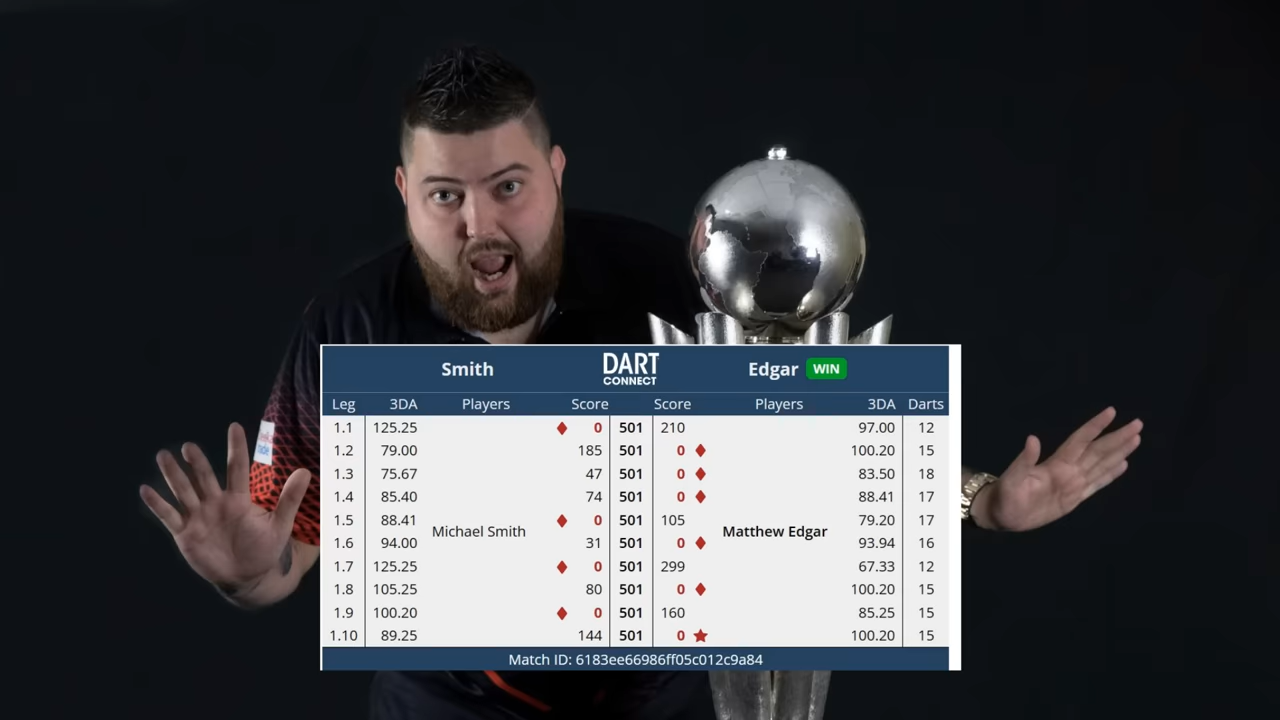 Smith DART CONNECT Edgar WIN
Leg 3DA Players Score Score Players 3DA Darts
1.1 125.25 0 501 210 97.00 12
1.2 79.00 185 501 0 100.20 15
1.3 75.67 47 501 0 83.50 18
1.4 85.40 74 501 0 88.41 17
1.5 88.41 0 501 105 79.20 17
Michael Smith Matthew Edgar
1.6 94.00 31 501 0 93.94 16
1.7 125.25 0 501 299 67.33 12
1.8 105.25 80 501 0 100.20 15
1.9 100.20 0 501 160 85.25 15
1.10 89.25 144 501 0 100.20 15
Match ID: 6183ee66986ff05c012c9a84